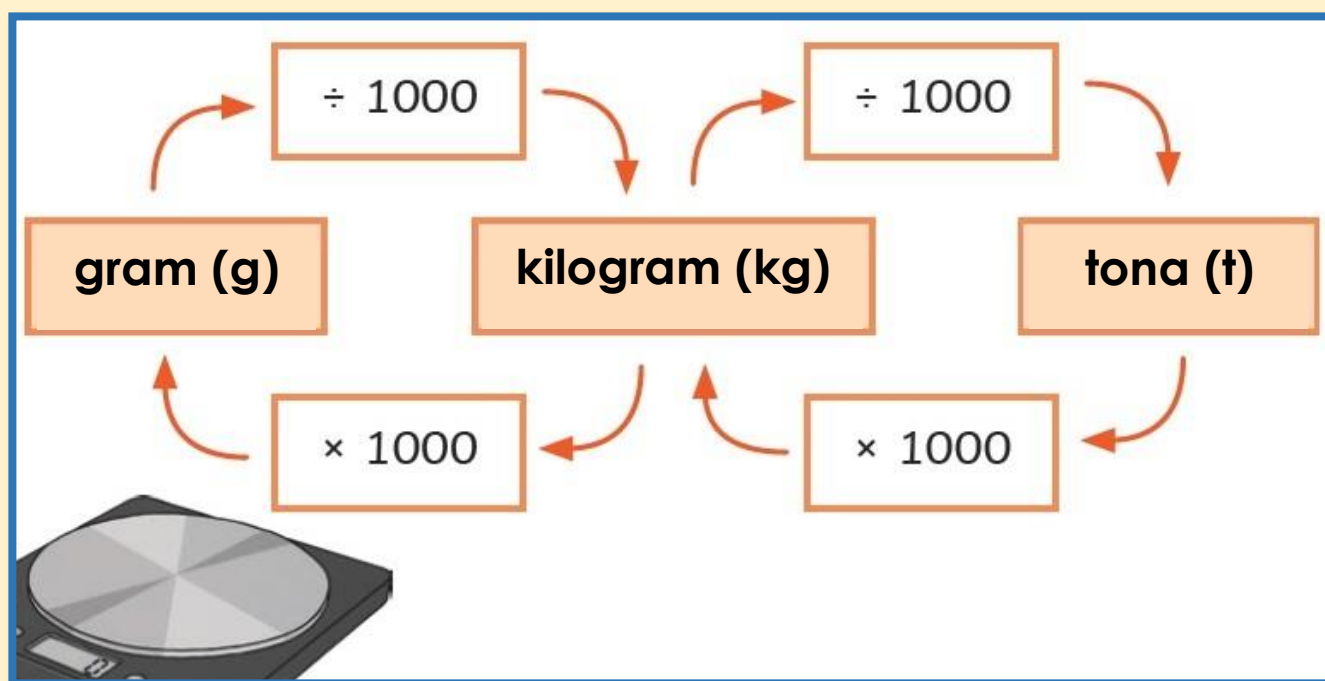 ÷ 1000
÷ 1000
gram (g)
kilogram (kg)
tona (t)
× 1000
× 1000